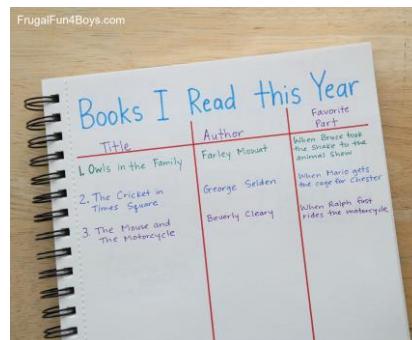 FrugalFun4Boys.com
Books I Read this Year
Title
Author
Favorite
Part
1. Owls in the Family
Farley Mowat
When Bruce took
the snake to the
animal show
2. The Cricket in
Times Square
George Selden
When Mario gets
the cage for Chester
3. The Mouse and
The Motorcycle
Beverly Cleary
When Ralph first
rides the motorcycle